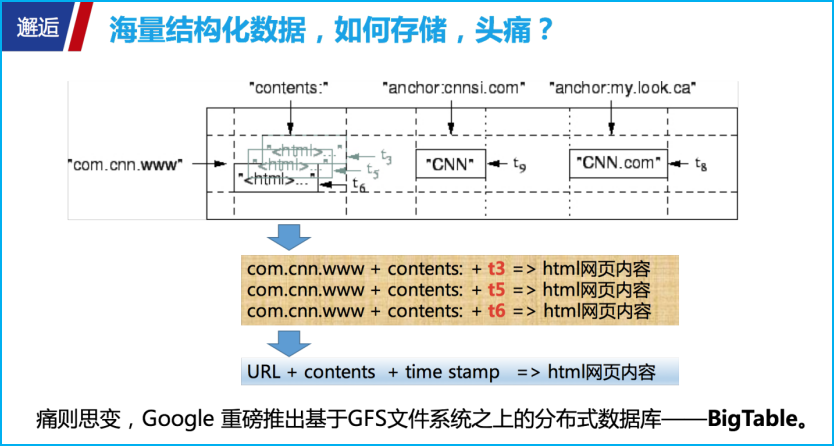 邂逅
海量结构化数据，如何存储，头痛？
"contents:"
"anchor:cnnsi.com"
"anchor:my.look.ca"
"com.cnn.www"
"<html>..."
t3
"<html>..."
t5
"<html>..."
t6
"CNN"
t9
"CNN.com"
t8
com.cnn.www + contents: + t3 => html网页内容
com.cnn.www + contents: + t5 => html网页内容
com.cnn.www + contents: + t6 => html网页内容
URL + contents + time stamp => html网页内容
痛则思变，Google 重磅推出基于GFS文件系统之上的分布式数据库——BigTable。